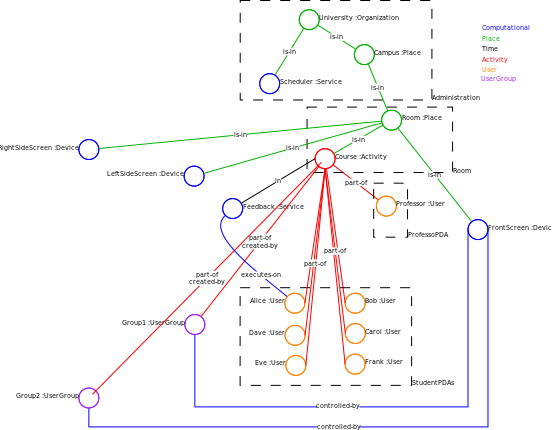 University :Organization
Computational
Place
Time
Activity
User
UserGroup
is-in
is-in
Campus :Place
Scheduler :Service
is-in
Administration
Room :Place
is-in
RightSideScreen :Device
is-in
is-in
Course :Activity
LeftSideScreen :Device
is-in
Room
in
part-of
Feedback :Service
Professor :User
FrontScreen :Devic
ProfessoPDA
part-of
created-by
part-of
part-of
part-of
created-by
executes-on
Alice :User
Bob :User
Group1 :UserGroup
Dave :User
Carol :User
Eve :User
Frank :User
StudentPDAs
Group2 :UserGroup
controlled-by
controlled-by